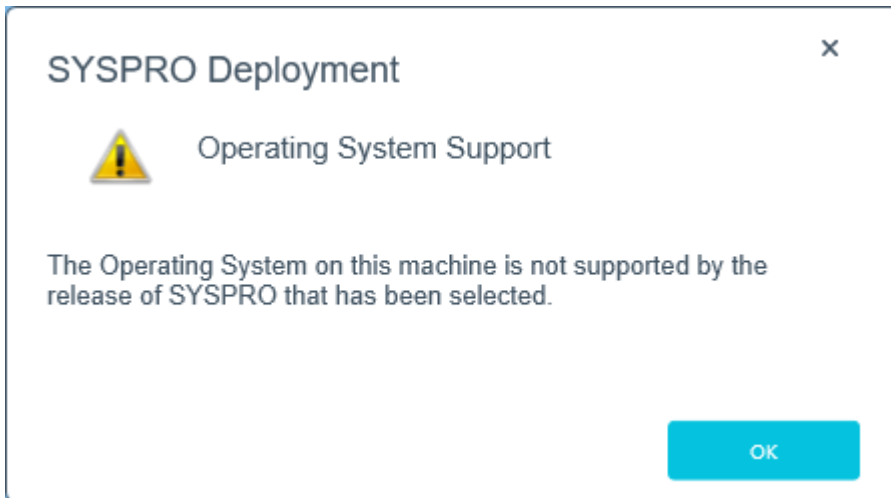 SYSPRO Deployment
Operating System Support
The Operating System on this machine is not supported by the
release of SYSPRO that has been selected.
OK